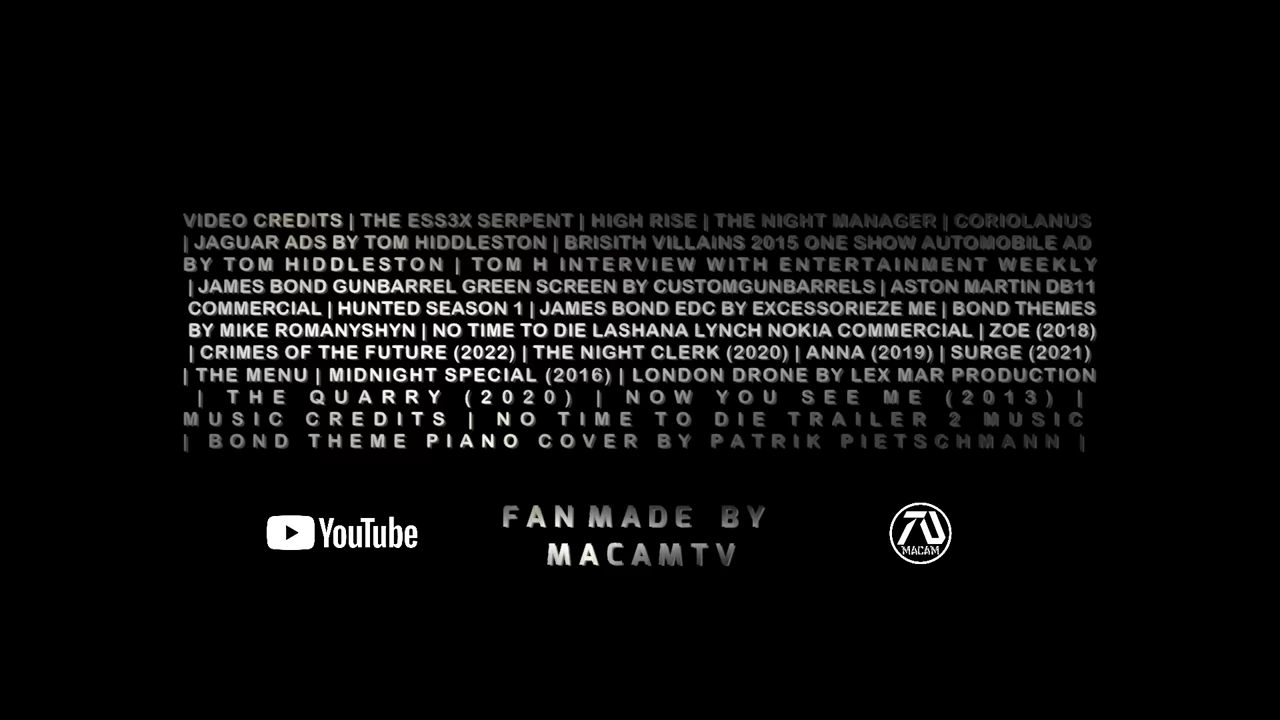 VIDEO CREDITS | THE ESS3X SERPENT | HIGH RISE | THE NIGHT MANAGER | CORIOLANUS
| JAGUAR ADS BY TOM HIDDLESTON | BRISITH VILLAINS 2015 ONE SHOW AUTOMOBILE AD
BY TOM HIDDLESTON | TOM H INTERVIEW WITH ENTERTAINMENT WEEKLY
| JAMES BOND GUNBARREL GREEN SCREEN BY CUSTOMGUNBARRELS | ASTON MARTIN DB11
COMMERCIAL | HUNTED SEASON 1 | JAMES BOND EDC BY EXCESSORIEZE ME | BOND THEMES
BY MIKE ROMANYSHYN | NO TIME TO DIE LASHANA LYNCH NOKIA COMMERCIAL | ZOE (2018)
| CRIMES OF THE FUTURE (2022) | THE NIGHT CLERK (2020) | ANNA (2019) | SURGE (2021)
| THE MENU | MIDNIGHT SPECIAL (2016) | LONDON DRONE BY LEX MAR PRODUCTION
| THE QUARRY (2020) | NOW YOU SEE ME (2013) |
MUSIC CREDITS | NO TIME TO DIE TRAILER 2 MUSIC
| BOND THEME PIANO COVER BY PATRIK PIETSCHMANN |
YouTube
FANMADE BY
MACAMTV
MACAM